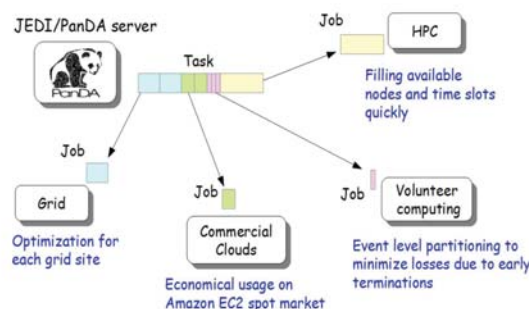 JEDI/PanDA server
PanDA
Task
Job
HPC
Filling available
nodes and time slots
quickly
Job
Grid
Optimization for
each grid site
Job
Commercial
Clouds
Economical usage on
Amazon EC2 spot market
Job
Volunteer
computing
Event level partitioning to
minimize losses due to early
terminations